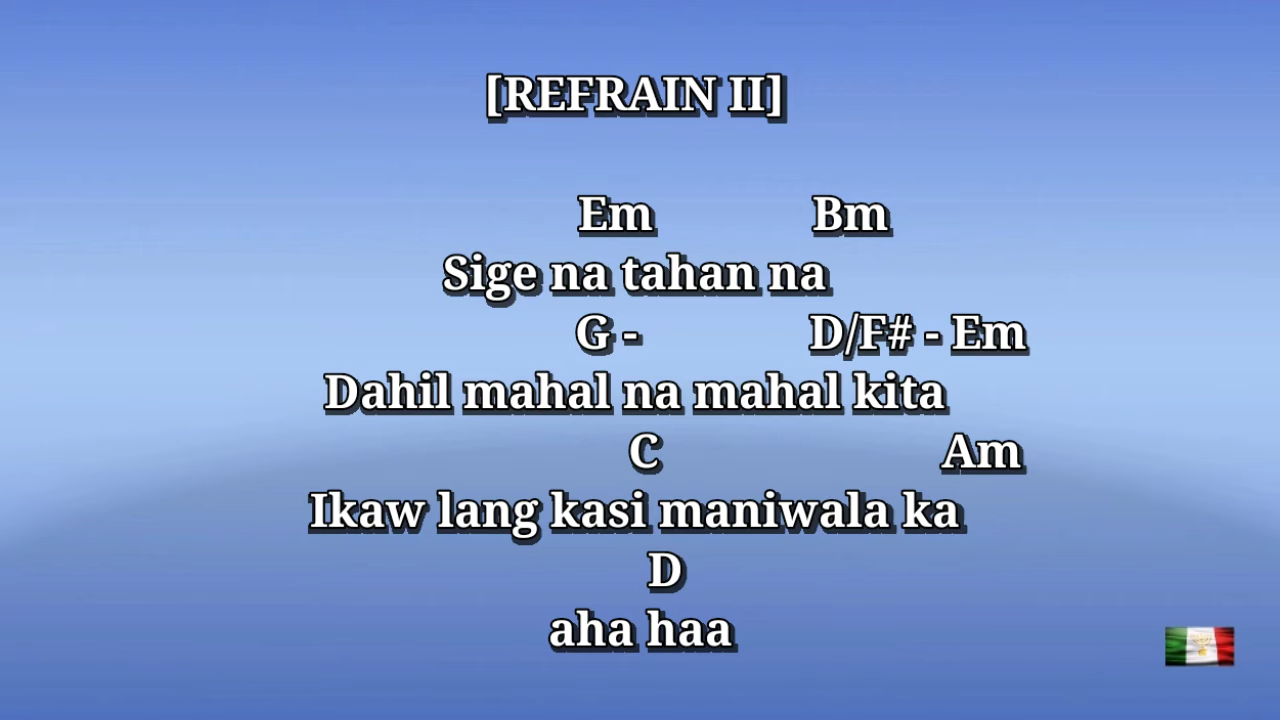 [REFRAIN II]
Em Bm
Sige na tahan na
G - D/F# - Em
Dahil mahal na mahal kita
C Am
Ikaw lang kasi maniwala ka
D
aha haa